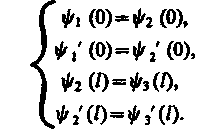 ψ₁ (0)=ψ₂ (0),
ψ₁′ (0)=ψ₂′ (0),
ψ₂ (l)=ψ₃(l),
ψ₂′(l)=ψ₃′(l).